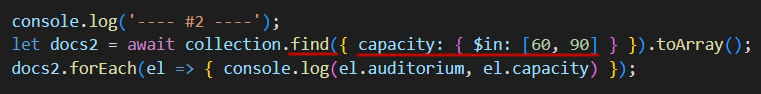 console.log('---- #2 ----');
let docs2 = await collection.find({ capacity: { $in: [60, 90] } }).toArray();
docs2.forEach(el => { console.log(el.auditorium, el.capacity) });